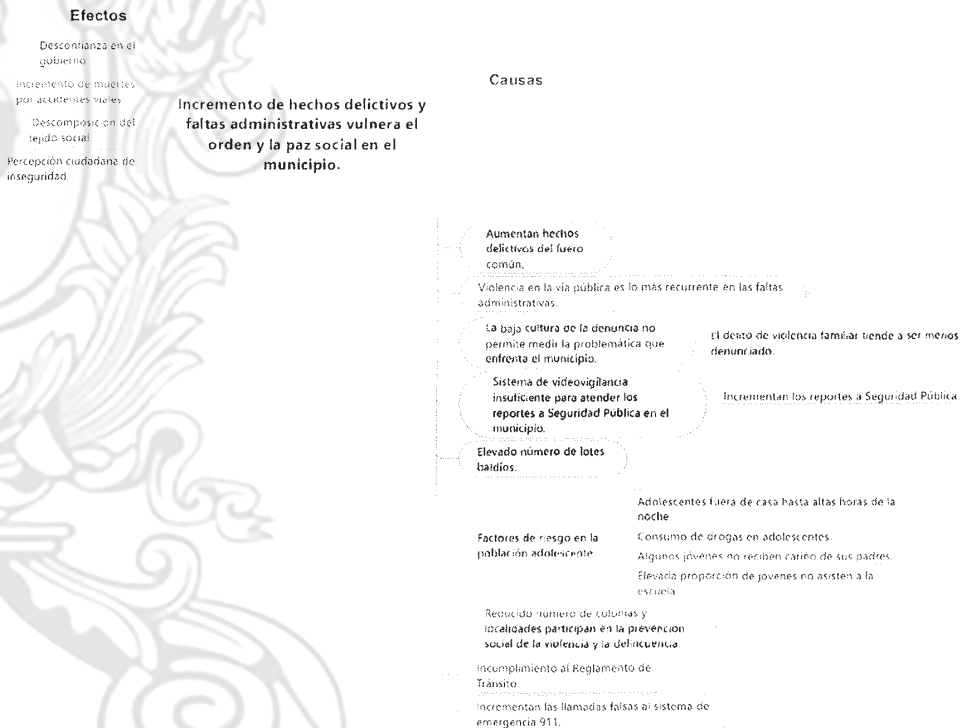 Efectos
Desconfianza en el
gobierno
Incremento de muertes
por accidentes viales
Descomposición del
tejido social
Percepción ciudadana de
inseguridad.
Causas
Incremento de hechos delictivos y
faltas administrativas vulnera el
orden y la paz social en el
municipio.
Aumentan hechos
delictivos del fuero
común.
Violencia en la vía pública es lo más recurrente en las faltas
administrativas.
La baja cultura de la denuncia no
permite medir la problemática que
enfrenta el municipio.
El delito de violencia familiar tiende a ser menos
denunciado.
Sistema de videovigilancia
insuficiente para atender los
reportes a Seguridad Pública en el
municipio.
Incrementan los reportes a Seguridad Pública.
Elevado número de lotes
baldíos.
Factores de riesgo en la
población adolescente
Adolescentes fuera de casa hasta altas horas de la
noche
Consumo de drogas en adolescentes.
Algunos jóvenes no reciben cariño de sus padres.
Elevada proporción de jovenes no asisten a la
escuela
Reducido número de colonias y
localidades participan en la prevención
social de la violencia y la delincuencia.
Incumplimiento al Reglamento de
Tránsito
Incrementan las llamadas falsas al sistema de
emergencia 911.